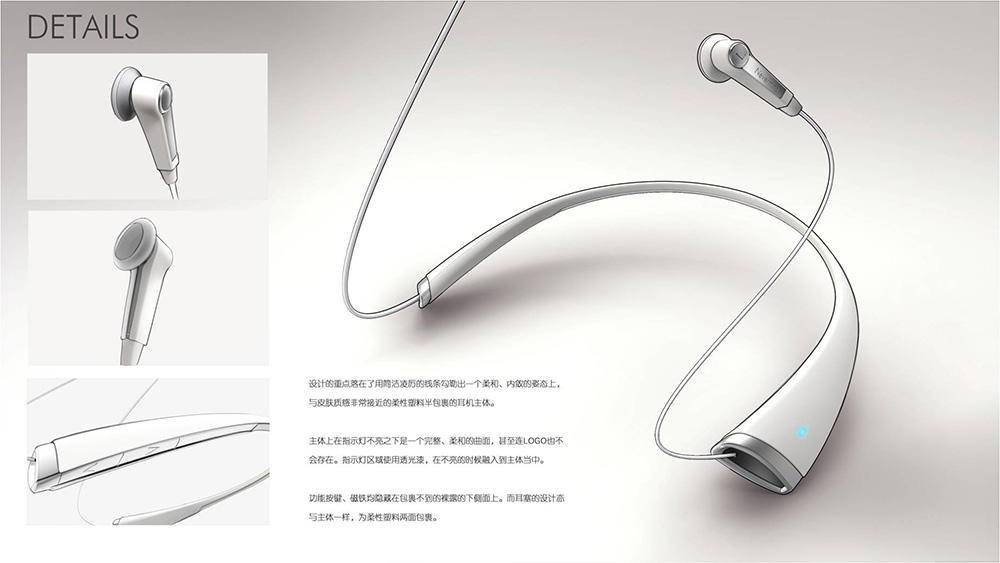 DETAILS
设计的重点落在了用简洁凌厉的线条勾勒出一个柔和、内敛的姿态上，
与皮肤质感非常接近的柔性塑料半包裹的耳机主体。
主体上在指示灯不亮之下是一个完整、柔和的曲面，甚至连LOGO也不
会存在。指示灯区域使用透光漆，在不亮的时候融入到主体当中。
功能按键、磁铁均隐藏在包裹不到的裸露的下侧面上。而耳塞的设计态
与主体一样，为柔性塑料两面包裹。